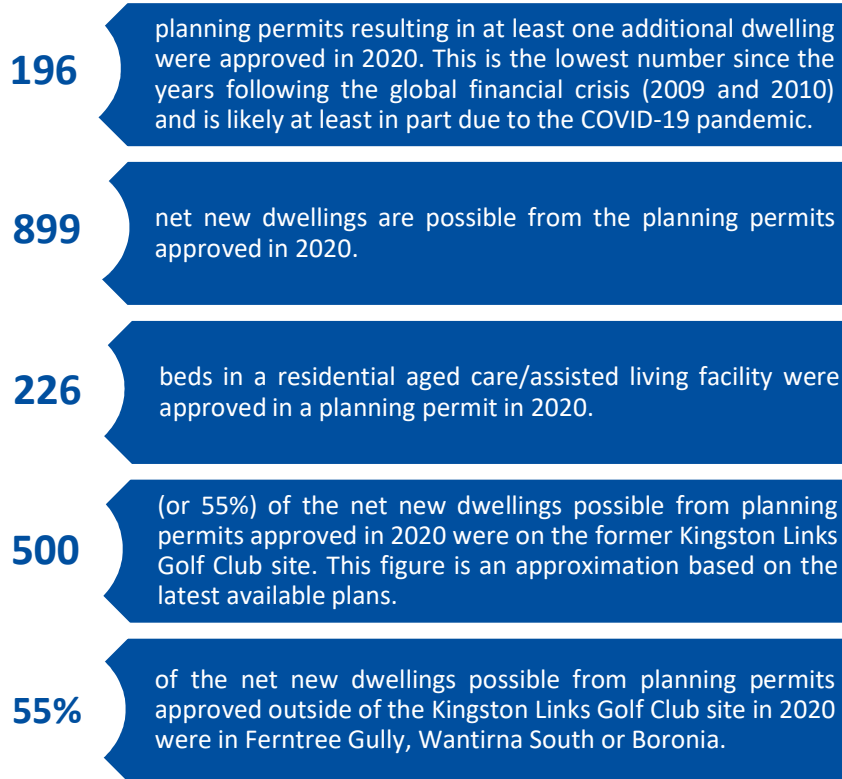 196
planning permits resulting in at least one additional dwelling
were approved in 2020. This is the lowest number since the
years following the global financial crisis (2009 and 2010)
and is likely at least in part due to the COVID-19 pandemic.
899
net new dwellings are possible from the planning permits
approved in 2020.
226
beds in a residential aged care/assisted living facility were
approved in a planning permit in 2020.
500
(or 55%) of the net new dwellings possible from planning
permits approved in 2020 were on the former Kingston Links
Golf Club site. This figure is an approximation based on the
latest available plans.
55%
of the net new dwellings possible from planning permits
approved outside of the Kingston Links Golf Club site in 2020
were in Ferntree Gully, Wantirna South or Boronia.